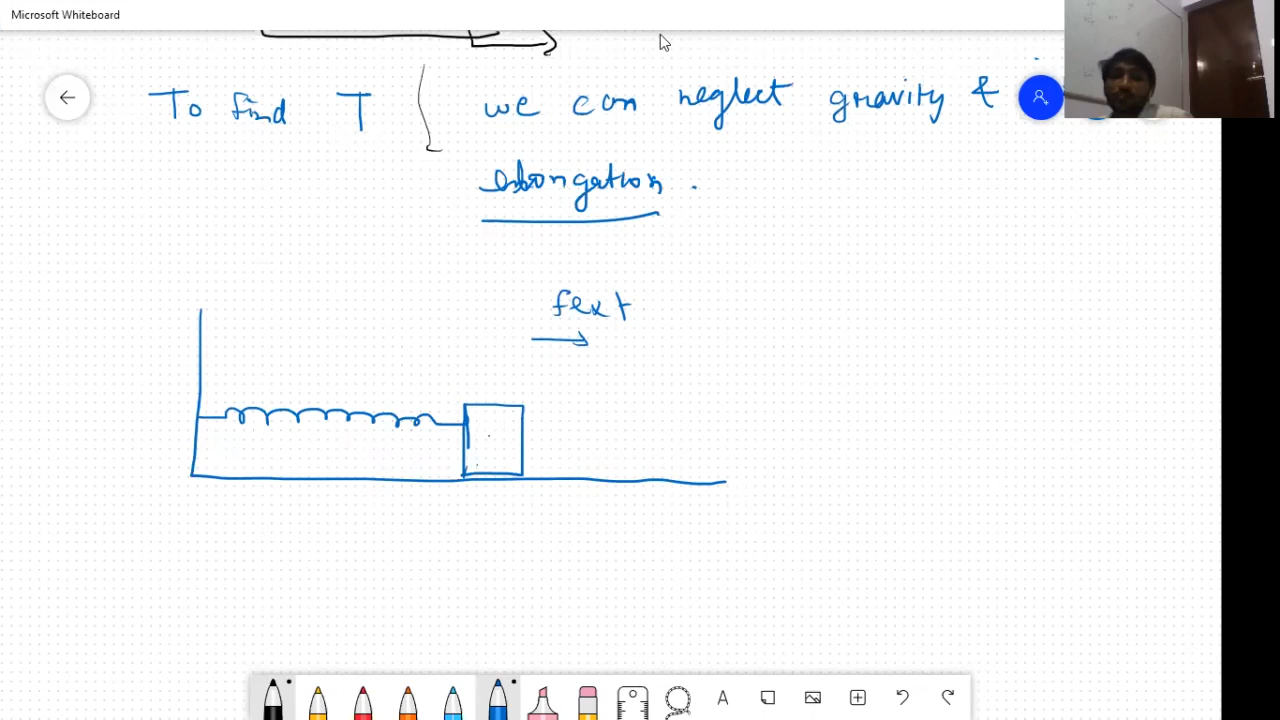 Microsoft Whiteboard
To find T we can neglect gravity &
elongation.
fext
A